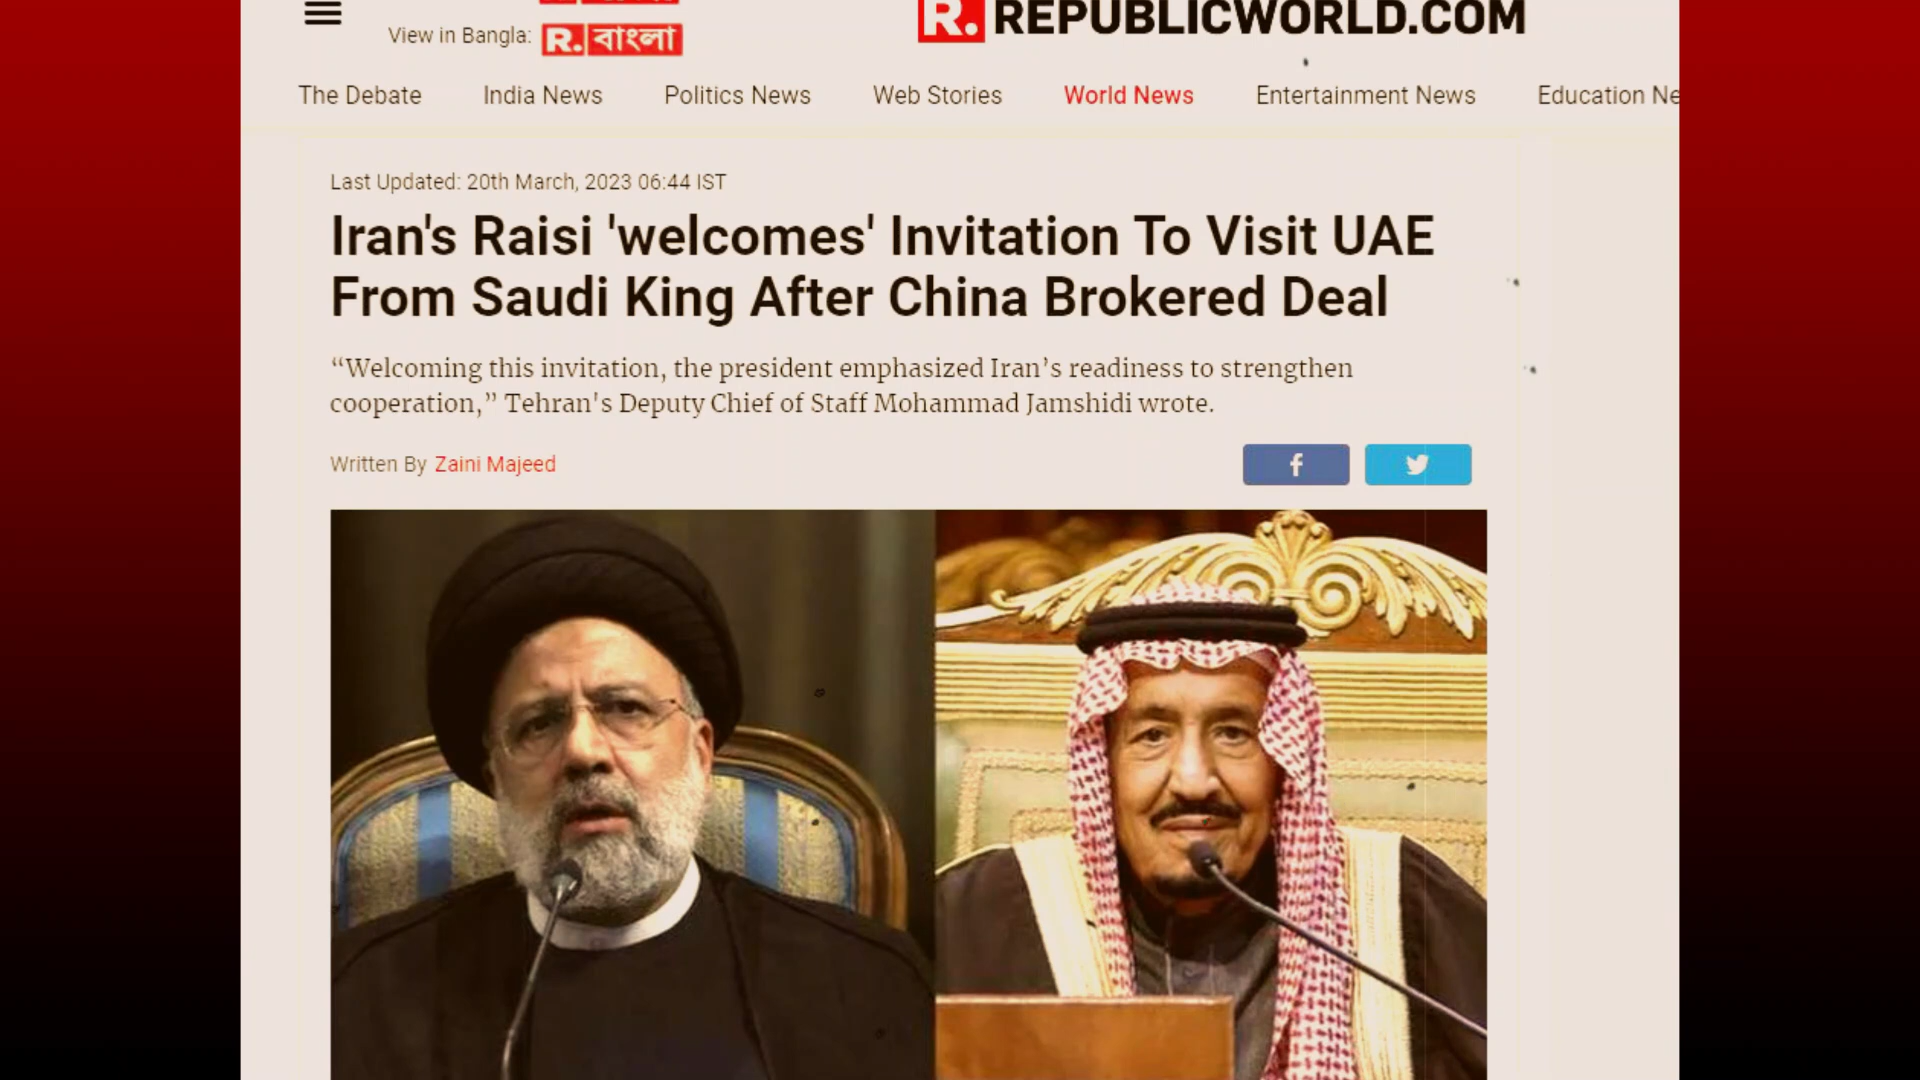 View in Bangla:
R. বাংলা
R. REPUBLICWORLD.COM
The Debate
India News
Politics News
Web Stories
World News
Entertainment News
Education Ne
Last Updated: 20th March, 2023 06:44 IST
Iran's Raisi 'welcomes' Invitation To Visit UAE
From Saudi King After China Brokered Deal
“Welcoming this invitation, the president emphasized Iran’s readiness to strengthen
cooperation,” Tehran's Deputy Chief of Staff Mohammad Jamshidi wrote.
Written By Zaini Majeed
f